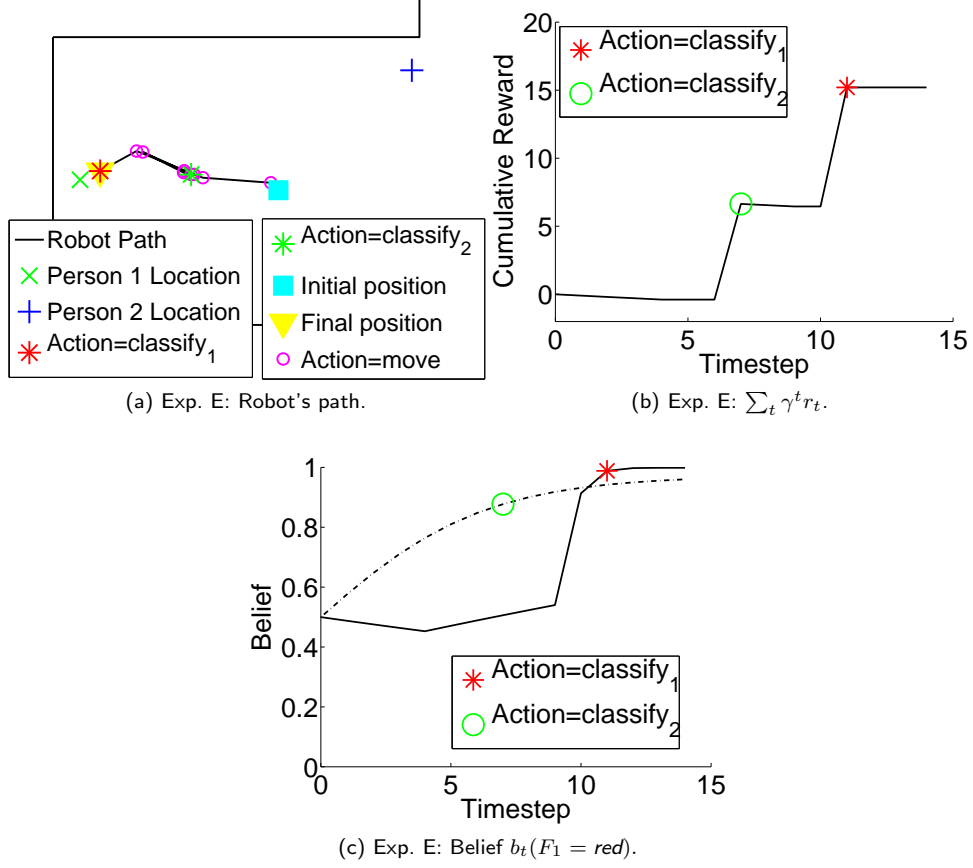 Robot Path
Person 1 Location
Person 2 Location
Action=classify₁
Action=classify₂
Initial position
Final position
Action=move
(a) Exp. E: Robot's path.
20
15
10
5
0
Cumulative Reward
Action=classify₁
Action=classify₂
0 5 10 15
Timestep
(b) Exp. E: ∑ₜ γᵗrₜ.
1
0.8
0.6
0.4
0.2
0
Belief
Action=classify₁
Action=classify₂
0 5 10 15
Timestep
(c) Exp. E: Belief bₜ(F₁ = red).